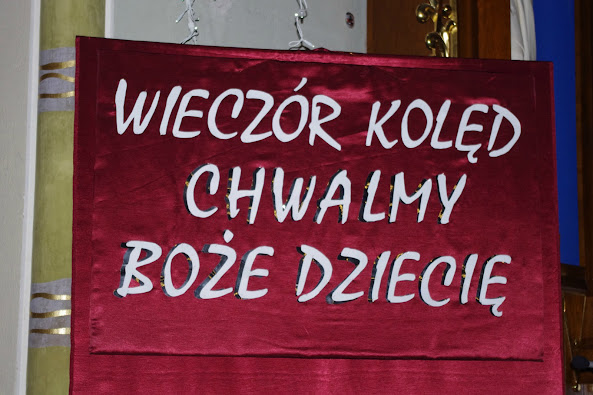 WIECZÓR KOLĘD
CHWALMY
BOŻE DZIECIĘ